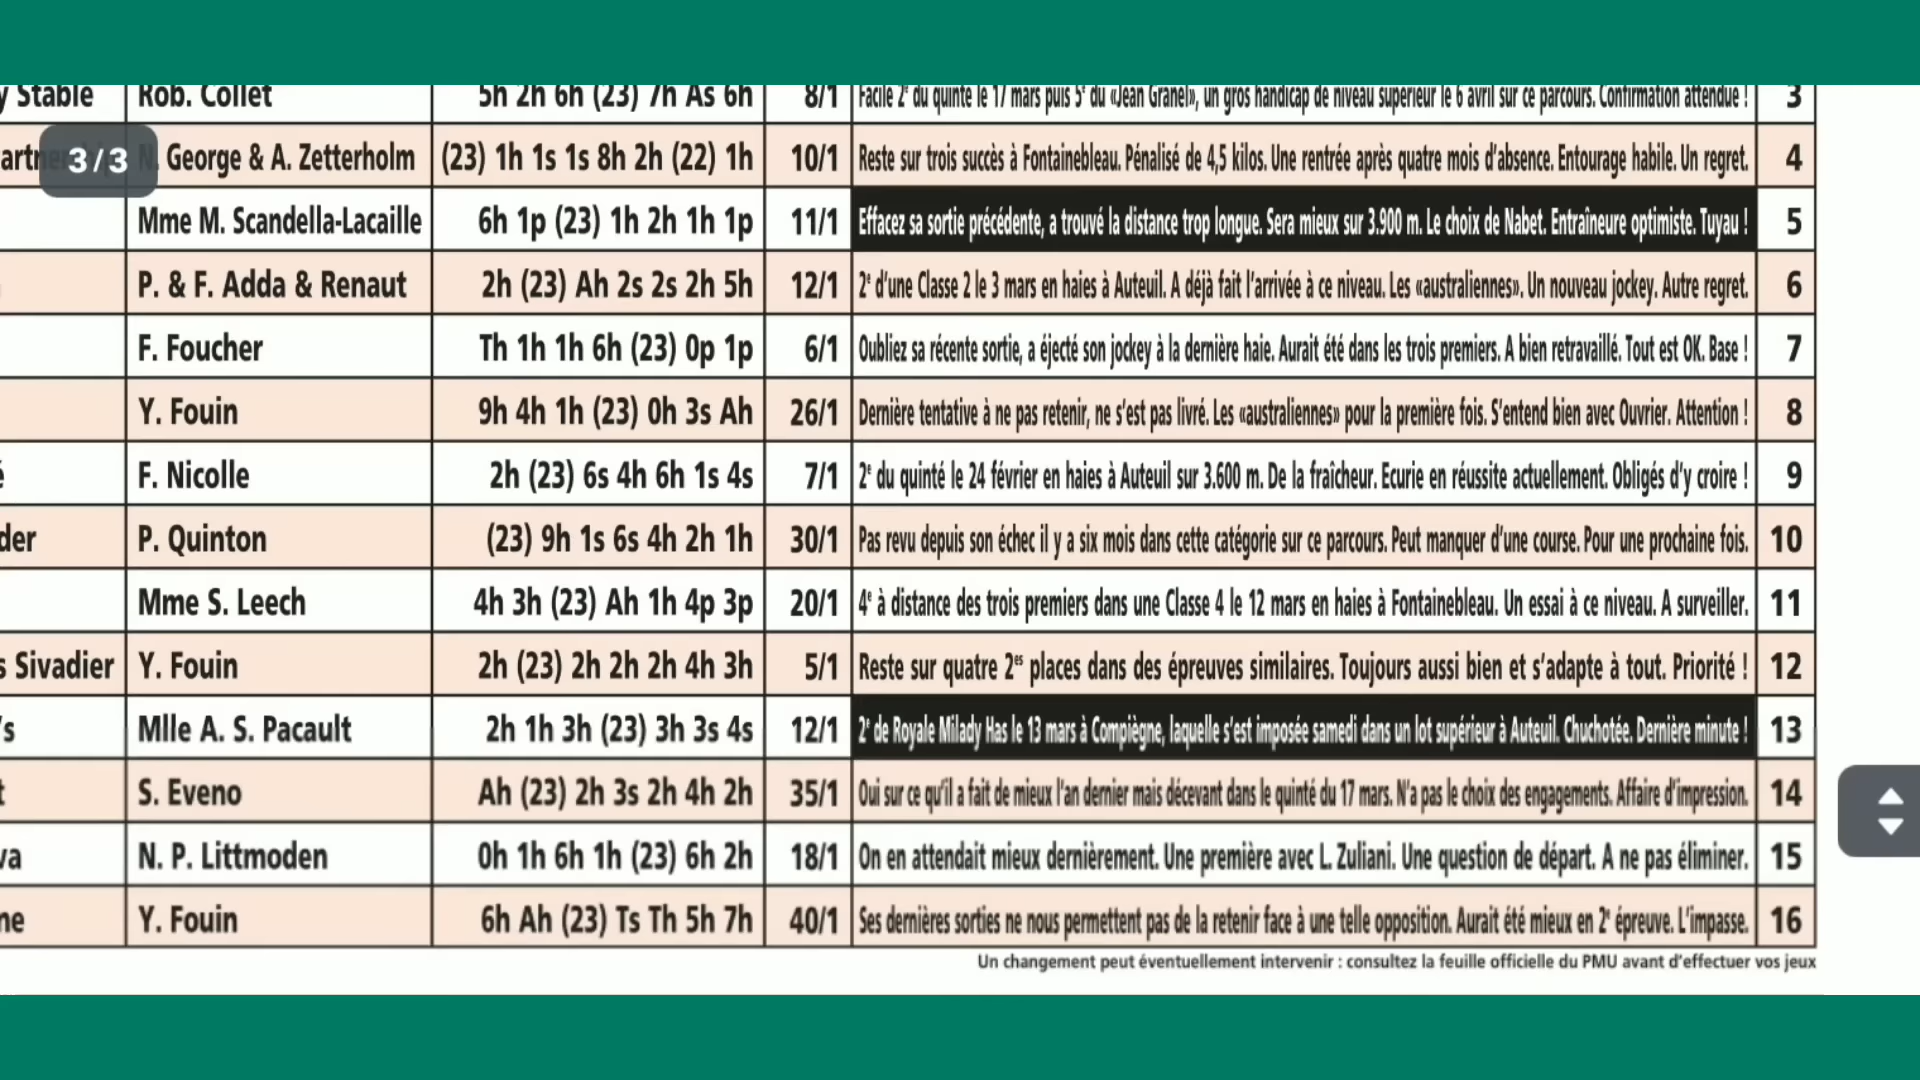 y Stable Rob. Collet 5h 2h 6h (23) 7h As 6h 8/1 Facile 2e du quinté le 17 mars puis 5e du «Jean Granel», un gros handicap de niveau supérieur le 6 avril sur ce parcours. Confirmation attendue ! 3
artne 3/3 N. George & A. Zetterholm (23) 1h 1s 1s 8h 2h (22) 1h 10/1 Reste sur trois succès à Fontainebleau. Pénalisé de 4,5 kilos. Une rentrée après quatre mois d'absence. Entourage habile. Un regret. 4
Mme M. Scandella-Lacaille 6h 1p (23) 1h 2h 1h 1p 11/1 Effacez sa sortie précédente, a trouvé la distance trop longue. Sera mieux sur 3.900 m. Le choix de Nabet. Entraîneure optimiste. Tuyau ! 5
P. & F. Adda & Renaut 2h (23) Ah 2s 2s 2h 5h 12/1 2e d'une Classe 2 le 3 mars en haies à Auteuil. A déjà fait l'arrivée à ce niveau. Les «australiennes». Un nouveau jockey. Autre regret. 6
F. Foucher Th 1h 1h 6h (23) 0p 1p 6/1 Oubliez sa récente sortie, a éjecté son jockey à la dernière haie. Aurait été dans les trois premiers. A bien retravaillé. Tout est OK. Base ! 7
Y. Fouin 9h 4h 1h (23) 0h 3s Ah 26/1 Dernière tentative à ne pas retenir, ne s'est pas livré. Les «australiennes» pour la première fois. S'entend bien avec Ouvrier. Attention ! 8
é F. Nicolle 2h (23) 6s 4h 6h 1s 4s 7/1 2e du quinté le 24 février en haies à Auteuil sur 3.600 m. De la fraîcheur. Ecurie en réussite actuellement. Obligés d'y croire ! 9
der P. Quinton (23) 9h 1s 6s 4h 2h 1h 30/1 Pas revu depuis son échec il y a six mois dans cette catégorie sur ce parcours. Peut manquer d'une course. Pour une prochaine fois. 10
Mme S. Leech 4h 3h (23) Ah 1h 4p 3p 20/1 4e à distance des trois premiers dans une Classe 4 le 12 mars en haies à Fontainebleau. Un essai à ce niveau. A surveiller. 11
s Sivadier Y. Fouin 2h (23) 2h 2h 2h 4h 3h 5/1 Reste sur quatre 2es places dans des épreuves similaires. Toujours aussi bien et s'adapte à tout. Priorité ! 12
's Mlle A. S. Pacault 2h 1h 3h (23) 3h 3s 4s 12/1 2e de Royale Milady Has le 13 mars à Compiègne, laquelle s'est imposée samedi dans un lot supérieur à Auteuil. Chuchotée. Dernière minute ! 13
t S. Eveno Ah (23) 2h 3s 2h 4h 2h 35/1 Oui sur ce qu'il a fait de mieux l'an dernier mais décevant dans le quinté du 17 mars. N'a pas le choix des engagements. Affaire d'impression. 14
va N. P. Littmoden 0h 1h 6h 1h (23) 6h 2h 18/1 On en attendait mieux dernièrement. Une première avec L. Zuliani. Une question de départ. A ne pas éliminer. 15
ne Y. Fouin 6h Ah (23) Ts Th 5h 7h 40/1 Ses dernières sorties ne nous permettent pas de la retenir face à une telle opposition. Aurait été mieux en 2e épreuve. L'impasse. 16
Un changement peut éventuellement intervenir : consultez la feuille officielle du PMU avant d'effectuer vos jeux